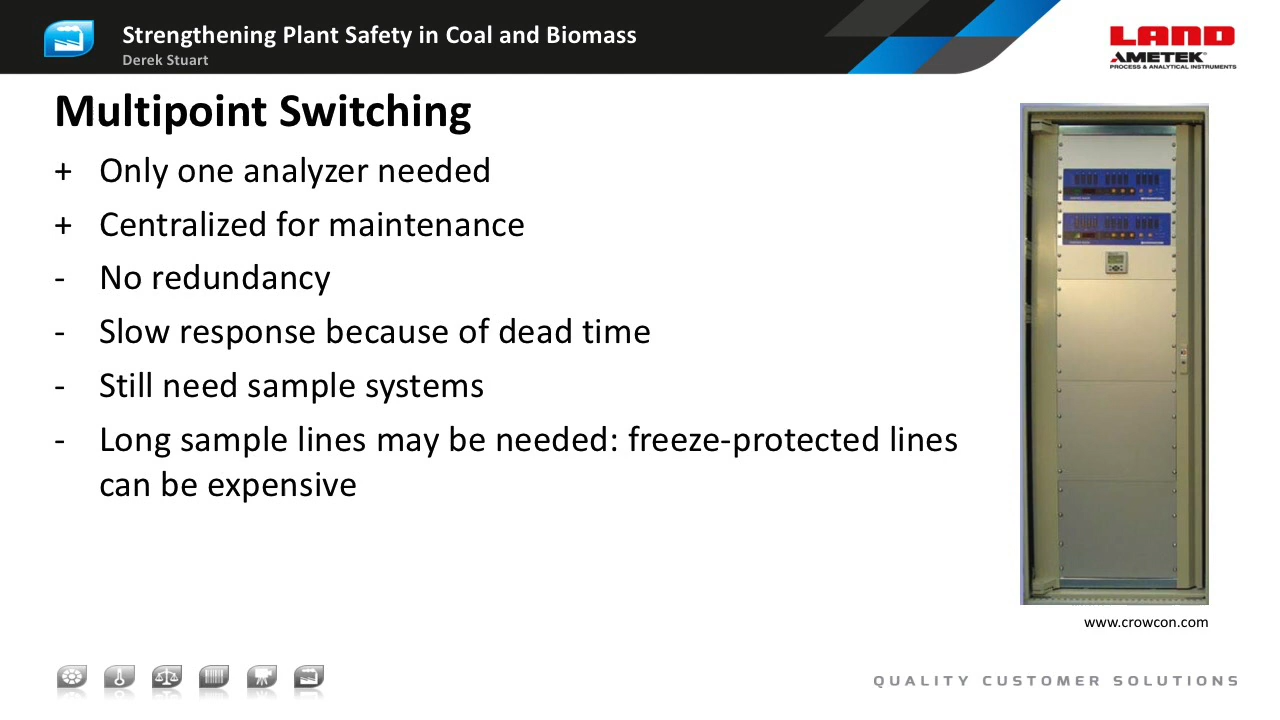 Strengthening Plant Safety in Coal and Biomass
Derek Stuart
LAND
AMETEK®
PROCESS & ANALYTICAL INSTRUMENTS
Multipoint Switching
+ Only one analyzer needed
+ Centralized for maintenance
- No redundancy
- Slow response because of dead time
- Still need sample systems
- Long sample lines may be needed: freeze-protected lines
can be expensive
www.crowcon.com
QUALITY CUSTOMER SOLUTIONS